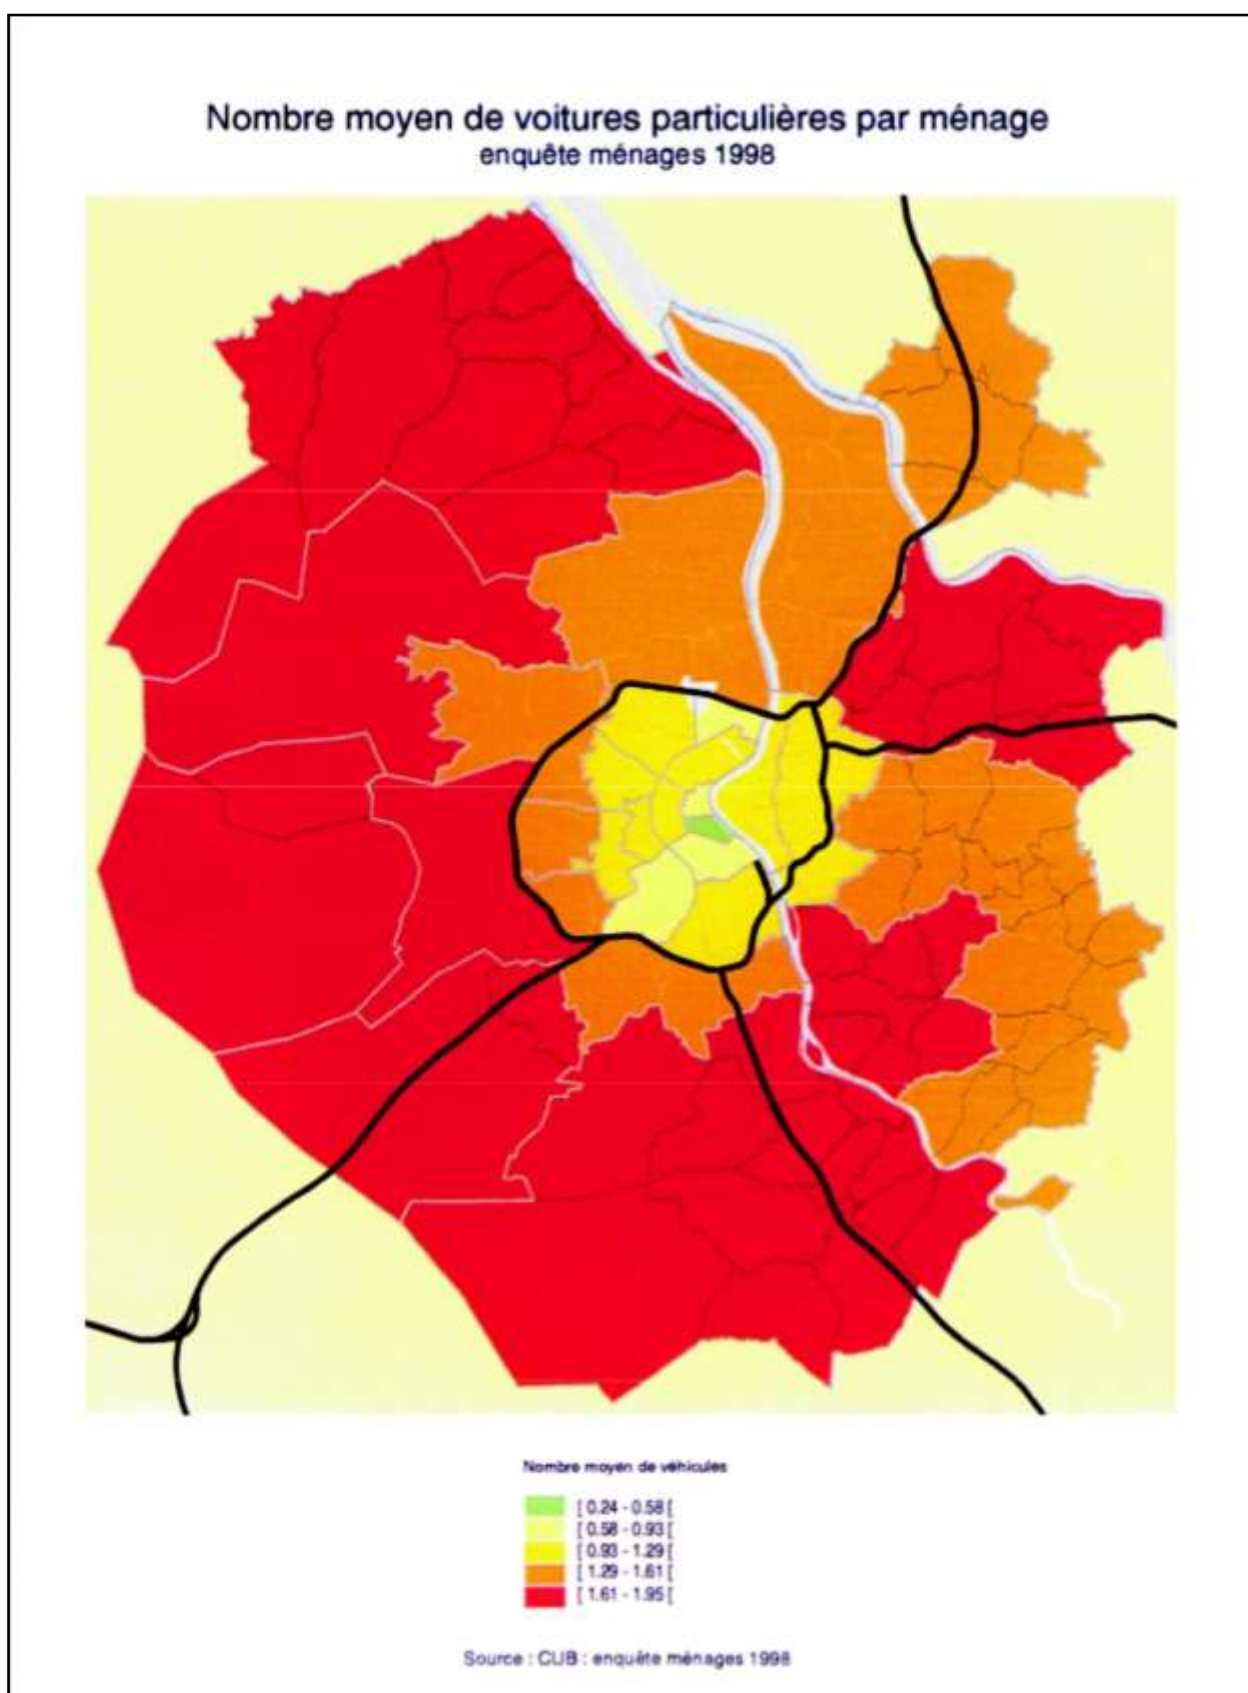 Nombre moyen de voitures particulières par ménage
enquête ménages 1998
Nombre moyen de véhicules
[ 0.24 - 0.58 [
[ 0.58 - 0.93 [
[ 0.93 - 1.29 [
[ 1.29 - 1.61 [
[ 1.61 - 1.95 [
Source : CUB : enquête ménages 1998